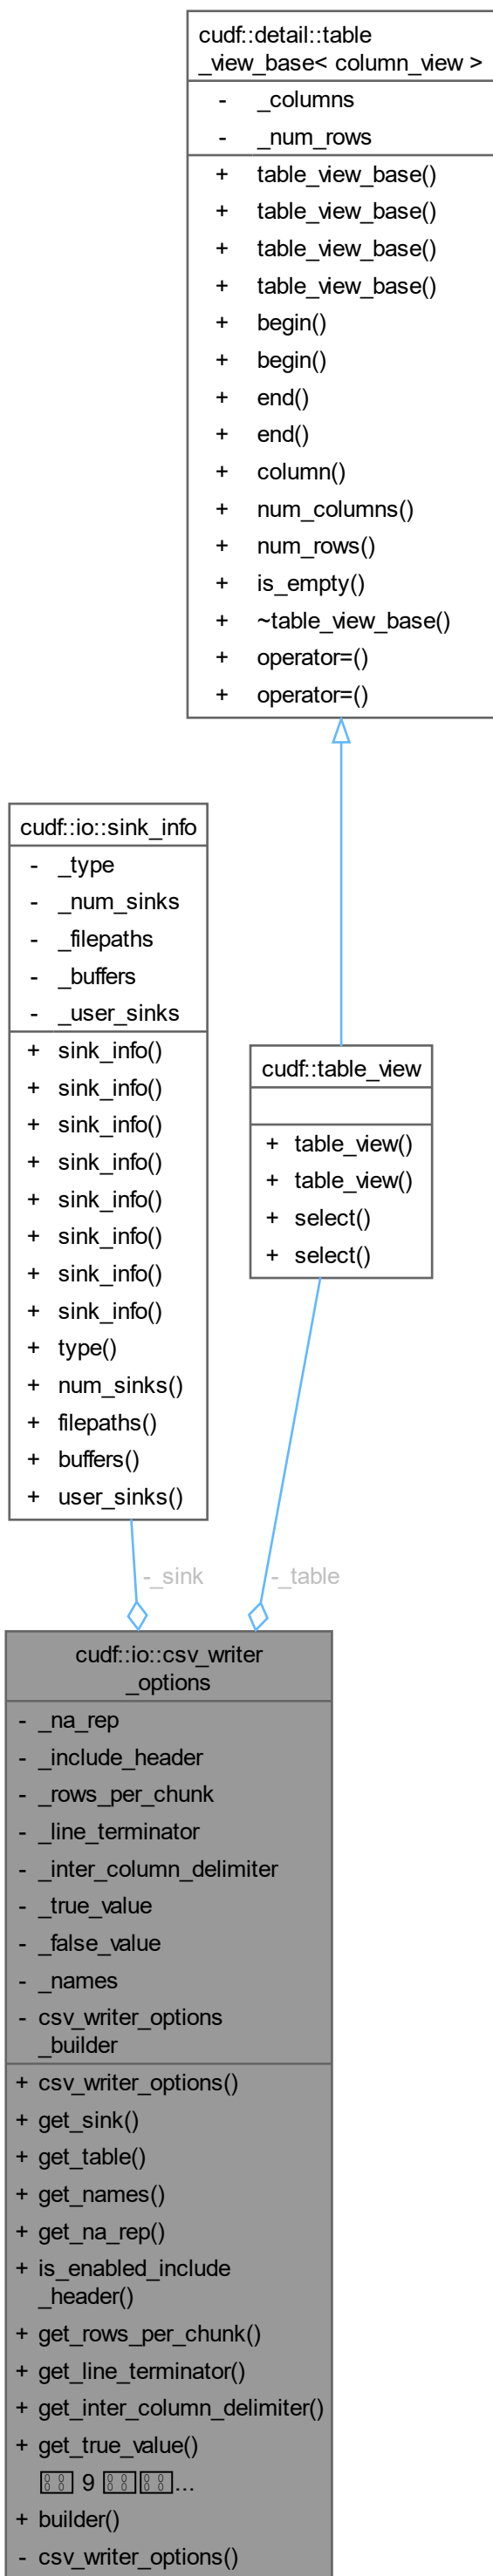 cudf::detail::table
_view_base< column_view >
- _columns
- _num_rows
+ table_view_base()
+ table_view_base()
+ table_view_base()
+ table_view_base()
+ begin()
+ begin()
+ end()
+ end()
+ column()
+ num_columns()
+ num_rows()
+ is_empty()
+ ~table_view_base()
+ operator=()
+ operator=()
cudf::io::sink_info
- _type
- _num_sinks
- _filepaths
- _buffers
- _user_sinks
+ sink_info()
+ sink_info()
+ sink_info()
+ sink_info()
+ sink_info()
+ sink_info()
+ sink_info()
+ sink_info()
+ type()
+ num_sinks()
+ filepaths()
+ buffers()
+ user_sinks()
cudf::table_view
+ table_view()
+ table_view()
+ select()
+ select()
-_sink
-_table
cudf::io::csv_writer
_options
- _na_rep
- _include_header
- _rows_per_chunk
- _line_terminator
- _inter_column_delimiter
- _true_value
- _false_value
- _names
- csv_writer_options
_builder
+ csv_writer_options()
+ get_sink()
+ get_table()
+ get_names()
+ get_na_rep()
+ is_enabled_include
_header()
+ get_rows_per_chunk()
+ get_line_terminator()
+ get_inter_column_delimiter()
+ get_true_value()
9 ...
+ builder()
- csv_writer_options()